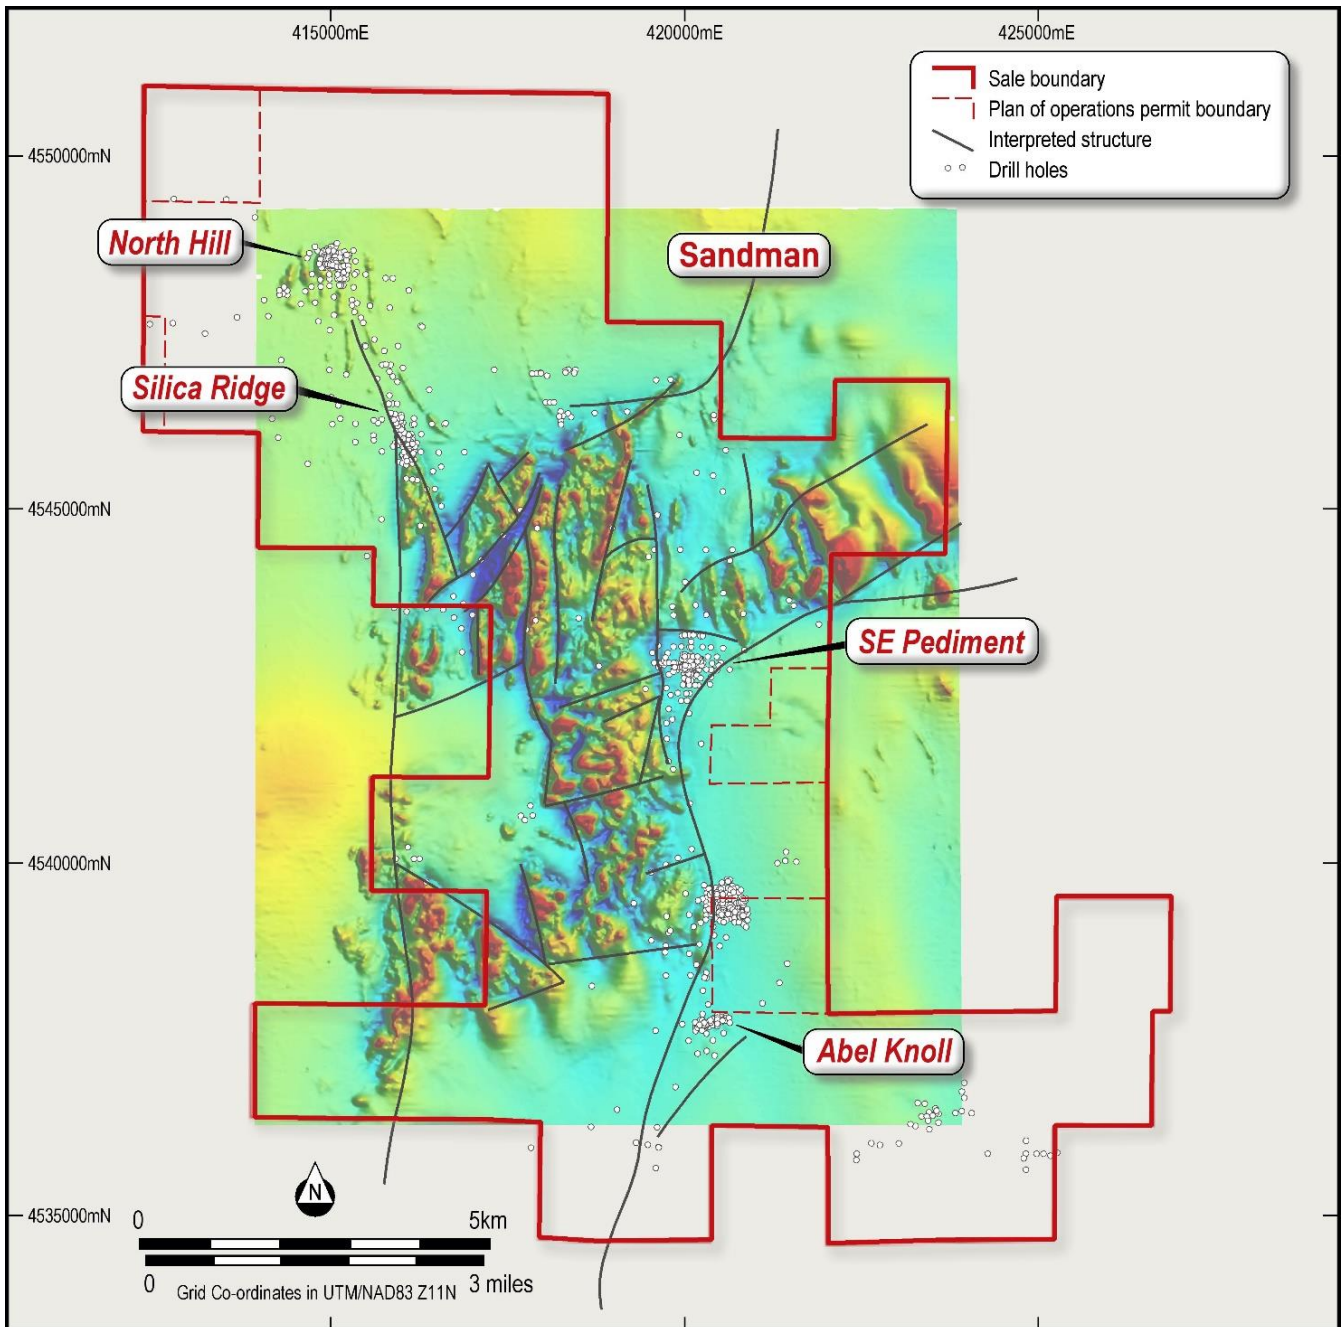 415000mE
420000mE
425000mE
Sale boundary
Plan of operations permit boundary
Interpreted structure
Drill holes
4550000mN
North Hill
Sandman
Silica Ridge
4545000mN
SE Pediment
4540000mN
Abel Knoll
N
4535000mN
0 5km
0 3 miles
Grid Co-ordinates in UTM/NAD83 Z11N